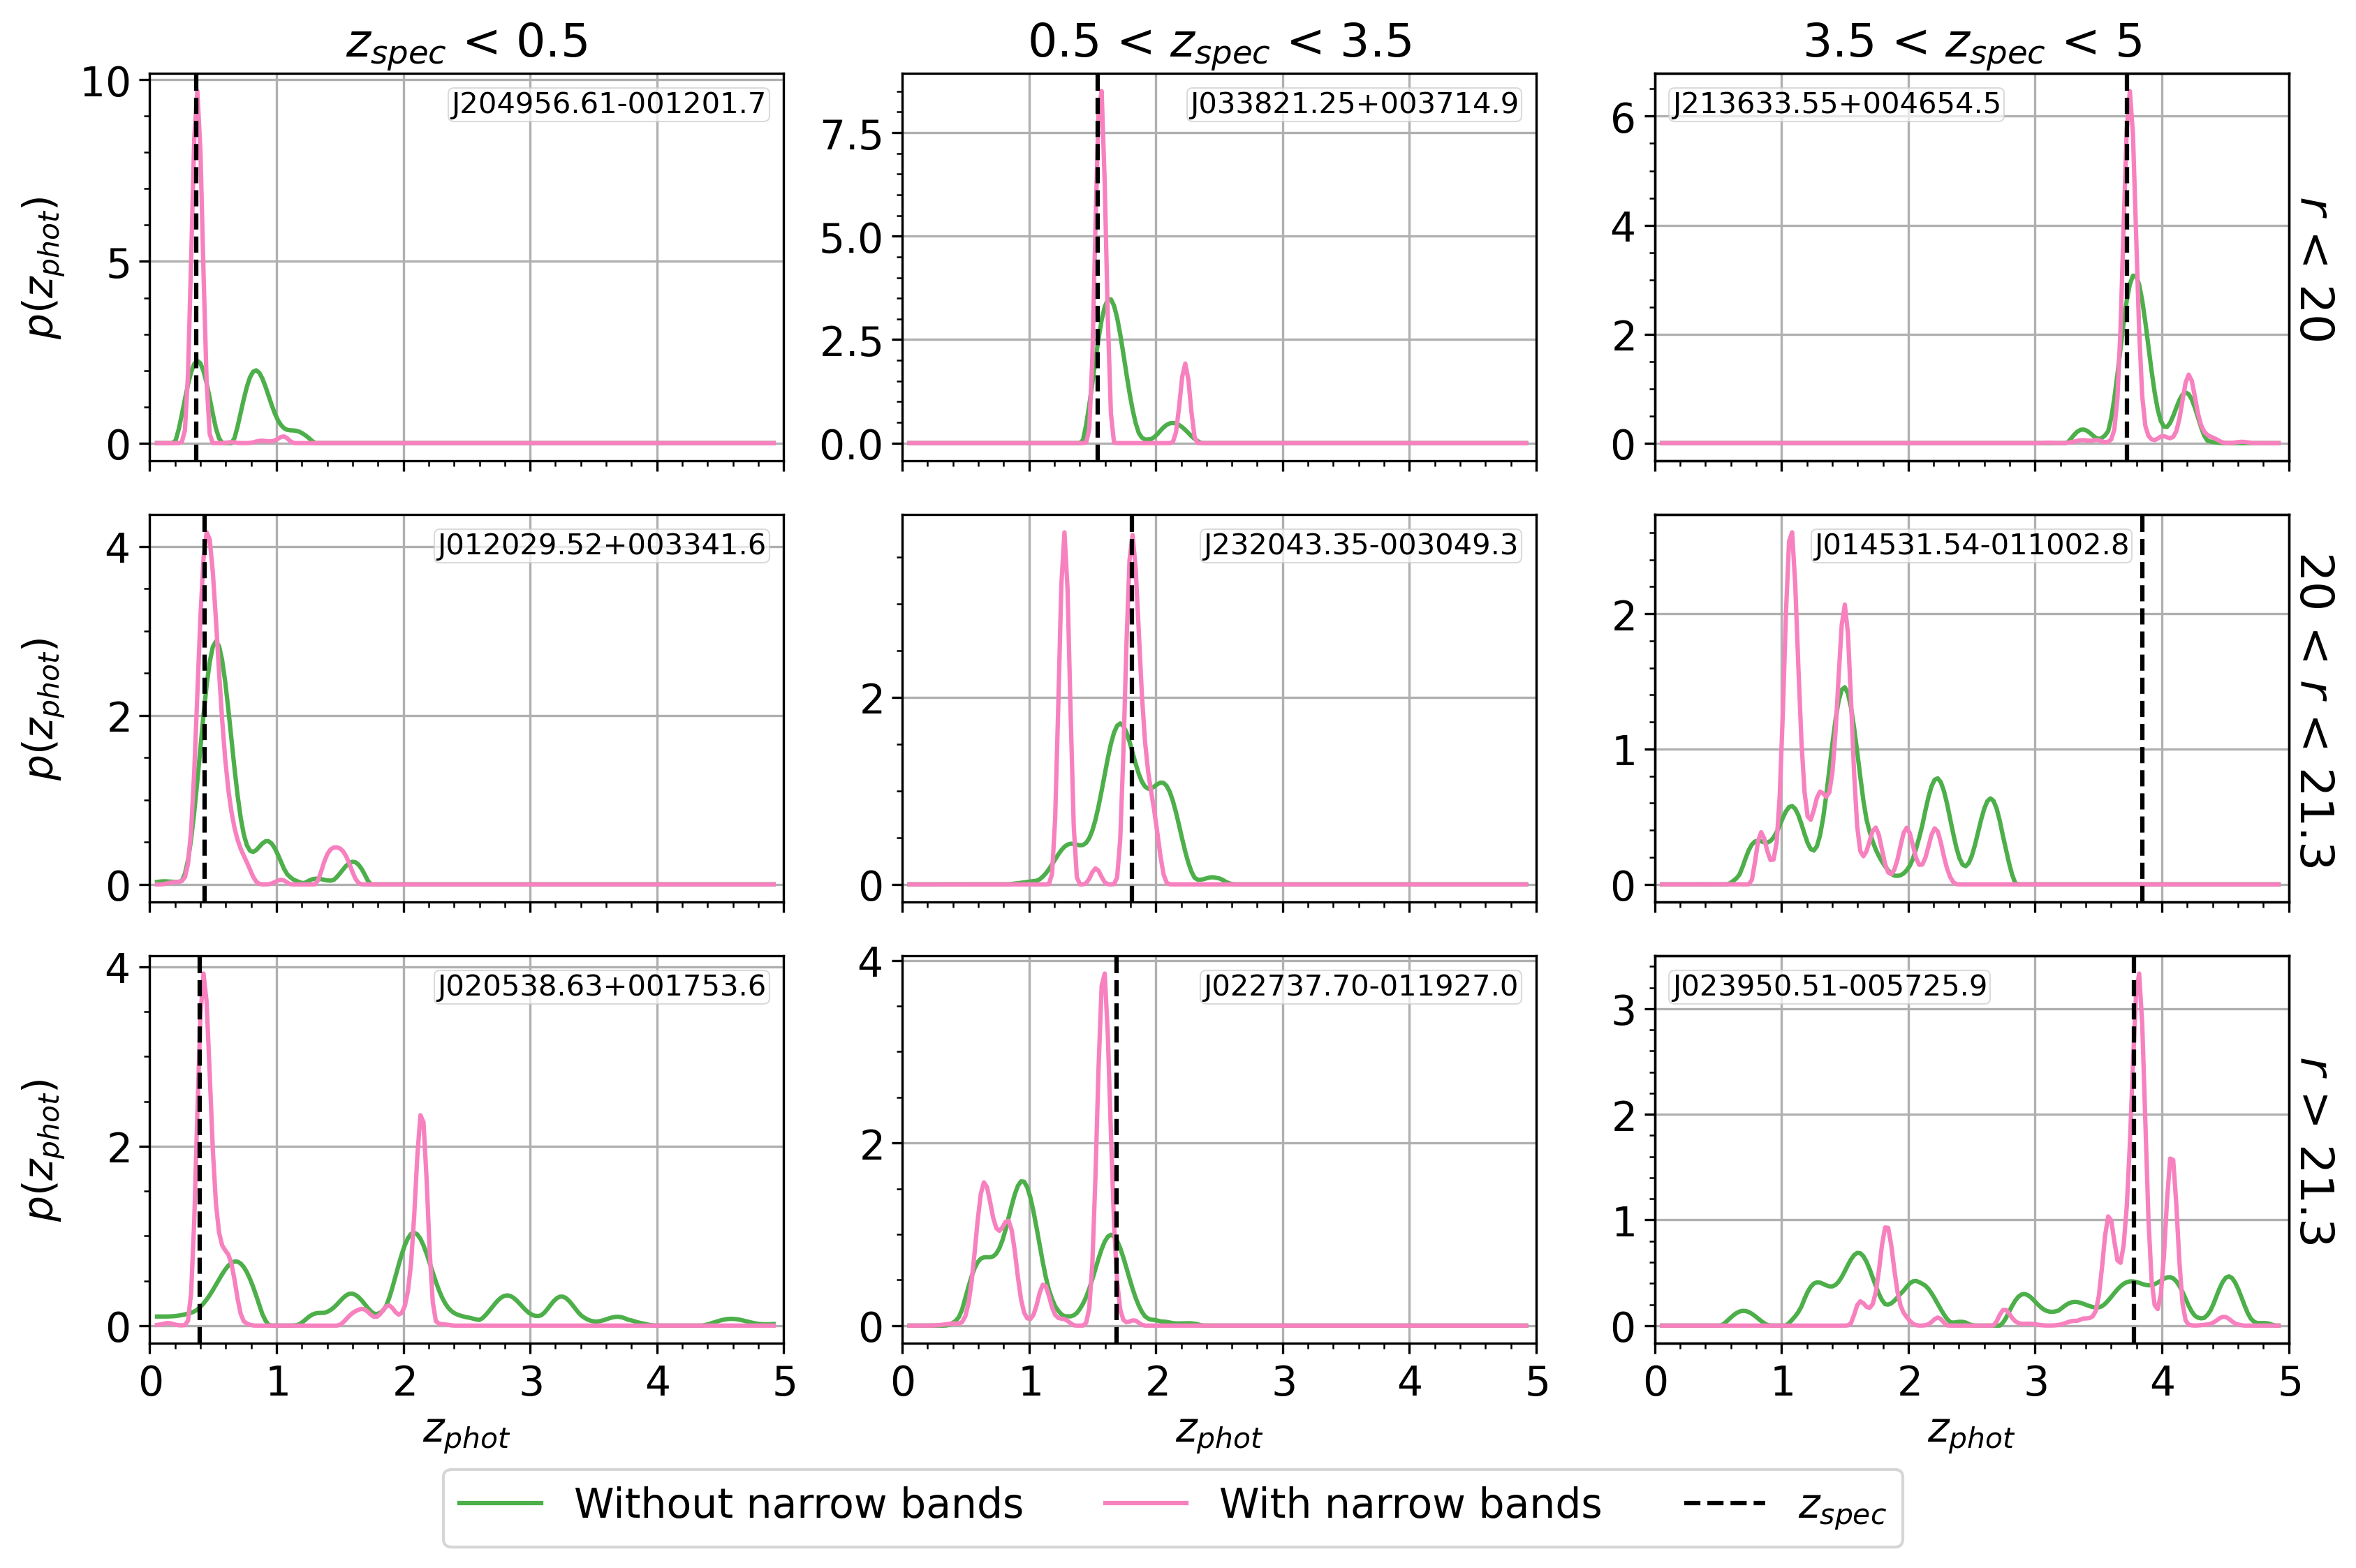 z_spec < 0.5
0.5 < z_spec < 3.5
3.5 < z_spec < 5
10
5
0
p(z_phot)
J204956.61-001201.7
7.5
5.0
2.5
0.0
J033821.25+003714.9
6
4
2
0
J213633.55+004654.5
r < 20
4
2
0
p(z_phot)
J012029.52+003341.6
2
0
J232043.35-003049.3
2
1
0
J014531.54-011002.8
20 < r < 21.3
4
2
0
p(z_phot)
J020538.63+001753.6
4
2
0
J022737.70-011927.0
3
2
1
0
J023950.51-005725.9
r > 21.3
0 1 2 3 4 5
0 1 2 3 4 5
0 1 2 3 4 5
z_phot
z_phot
z_phot
Without narrow bands
With narrow bands
z_spec